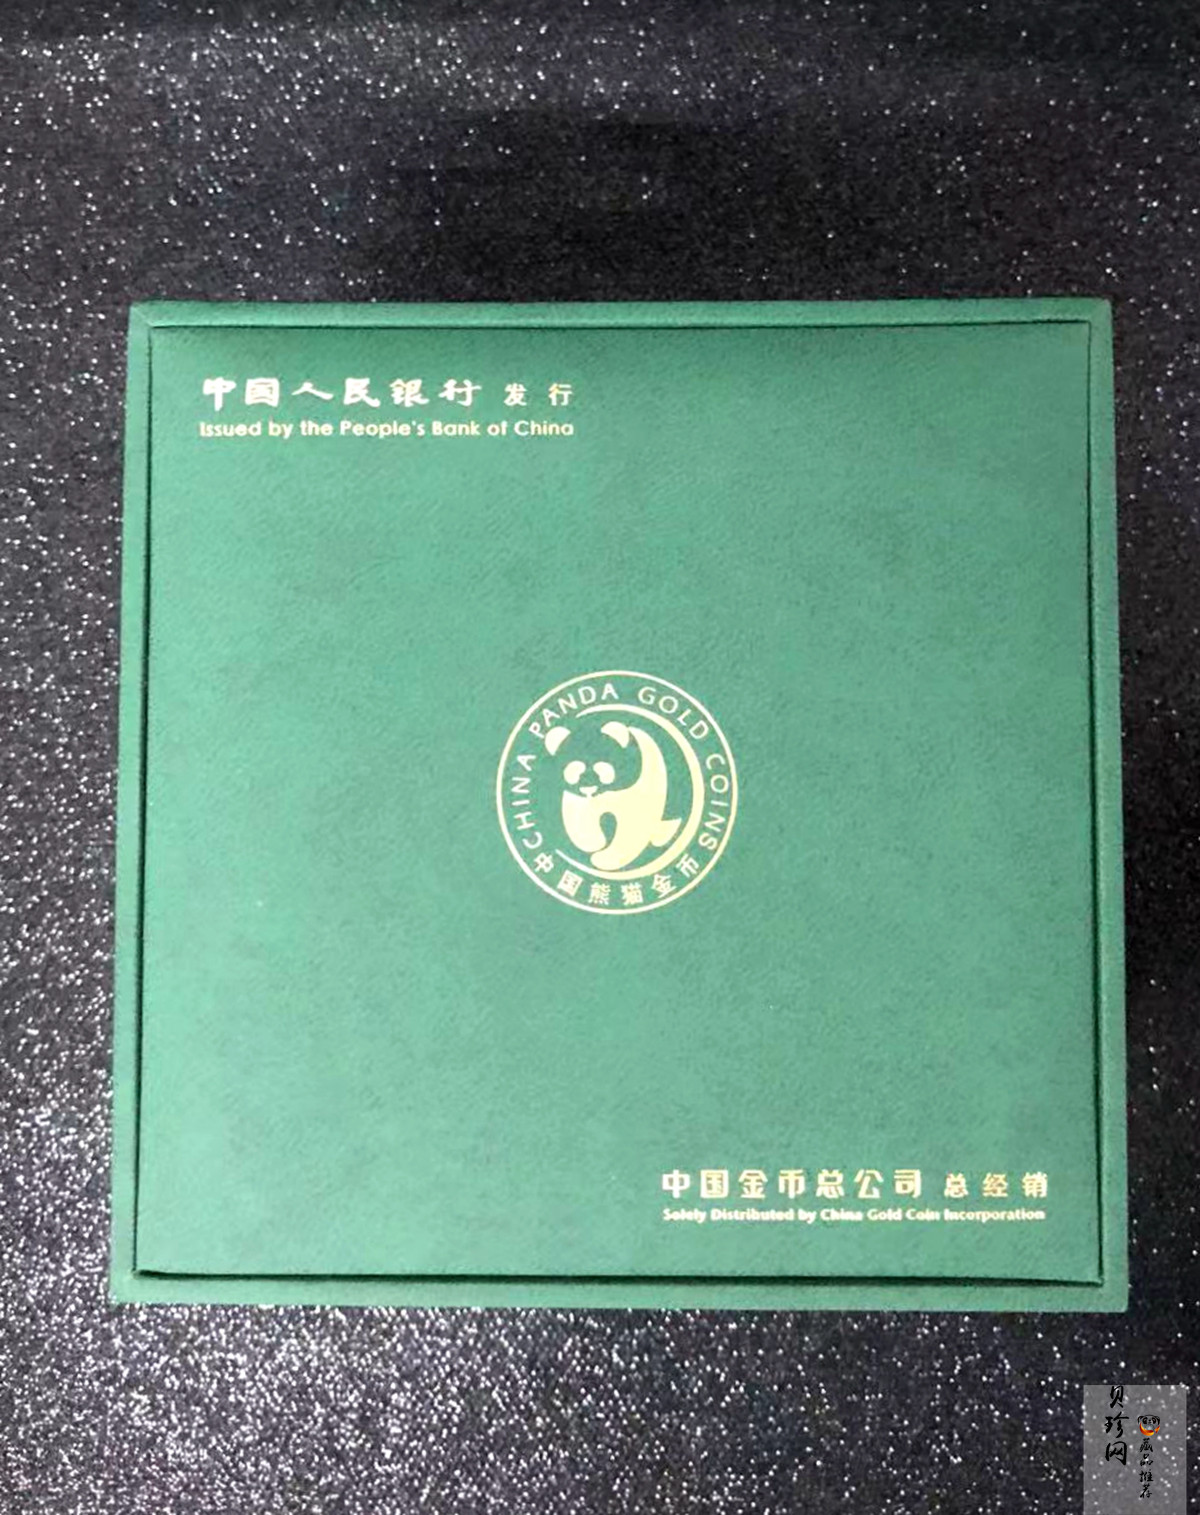 中国人民银行 发行
Issued by the People's Bank of China
CHINA PANDA GOLD COINS
中国熊猫金币
中国金币总公司 总经销
Solely Distributed by China Gold Coin Incorporation
贝珍网
藏品推荐